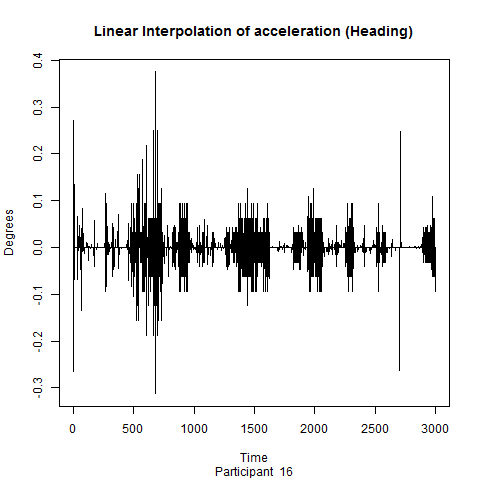 Linear Interpolation of acceleration (Heading)
Degrees
0.4
0.3
0.2
0.1
0.0
-0.1
-0.2
-0.3
0 500 1000 1500 2000 2500 3000
Time
Participant 16